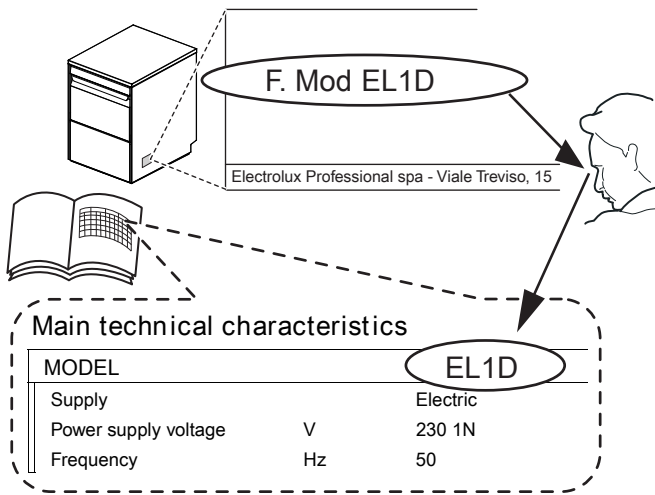 F. Mod EL1D
Electrolux Professional spa - Viale Treviso, 15
Main technical characteristics
MODEL EL1D
Supply Electric
Power supply voltage V 230 1N
Frequency Hz 50